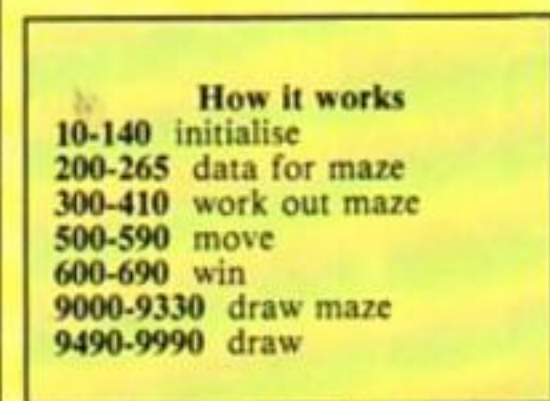 How it works
10-140 initialise
200-265 data for maze
300-410 work out maze
500-590 move
600-690 win
9000-9330 draw maze
9490-9990 draw